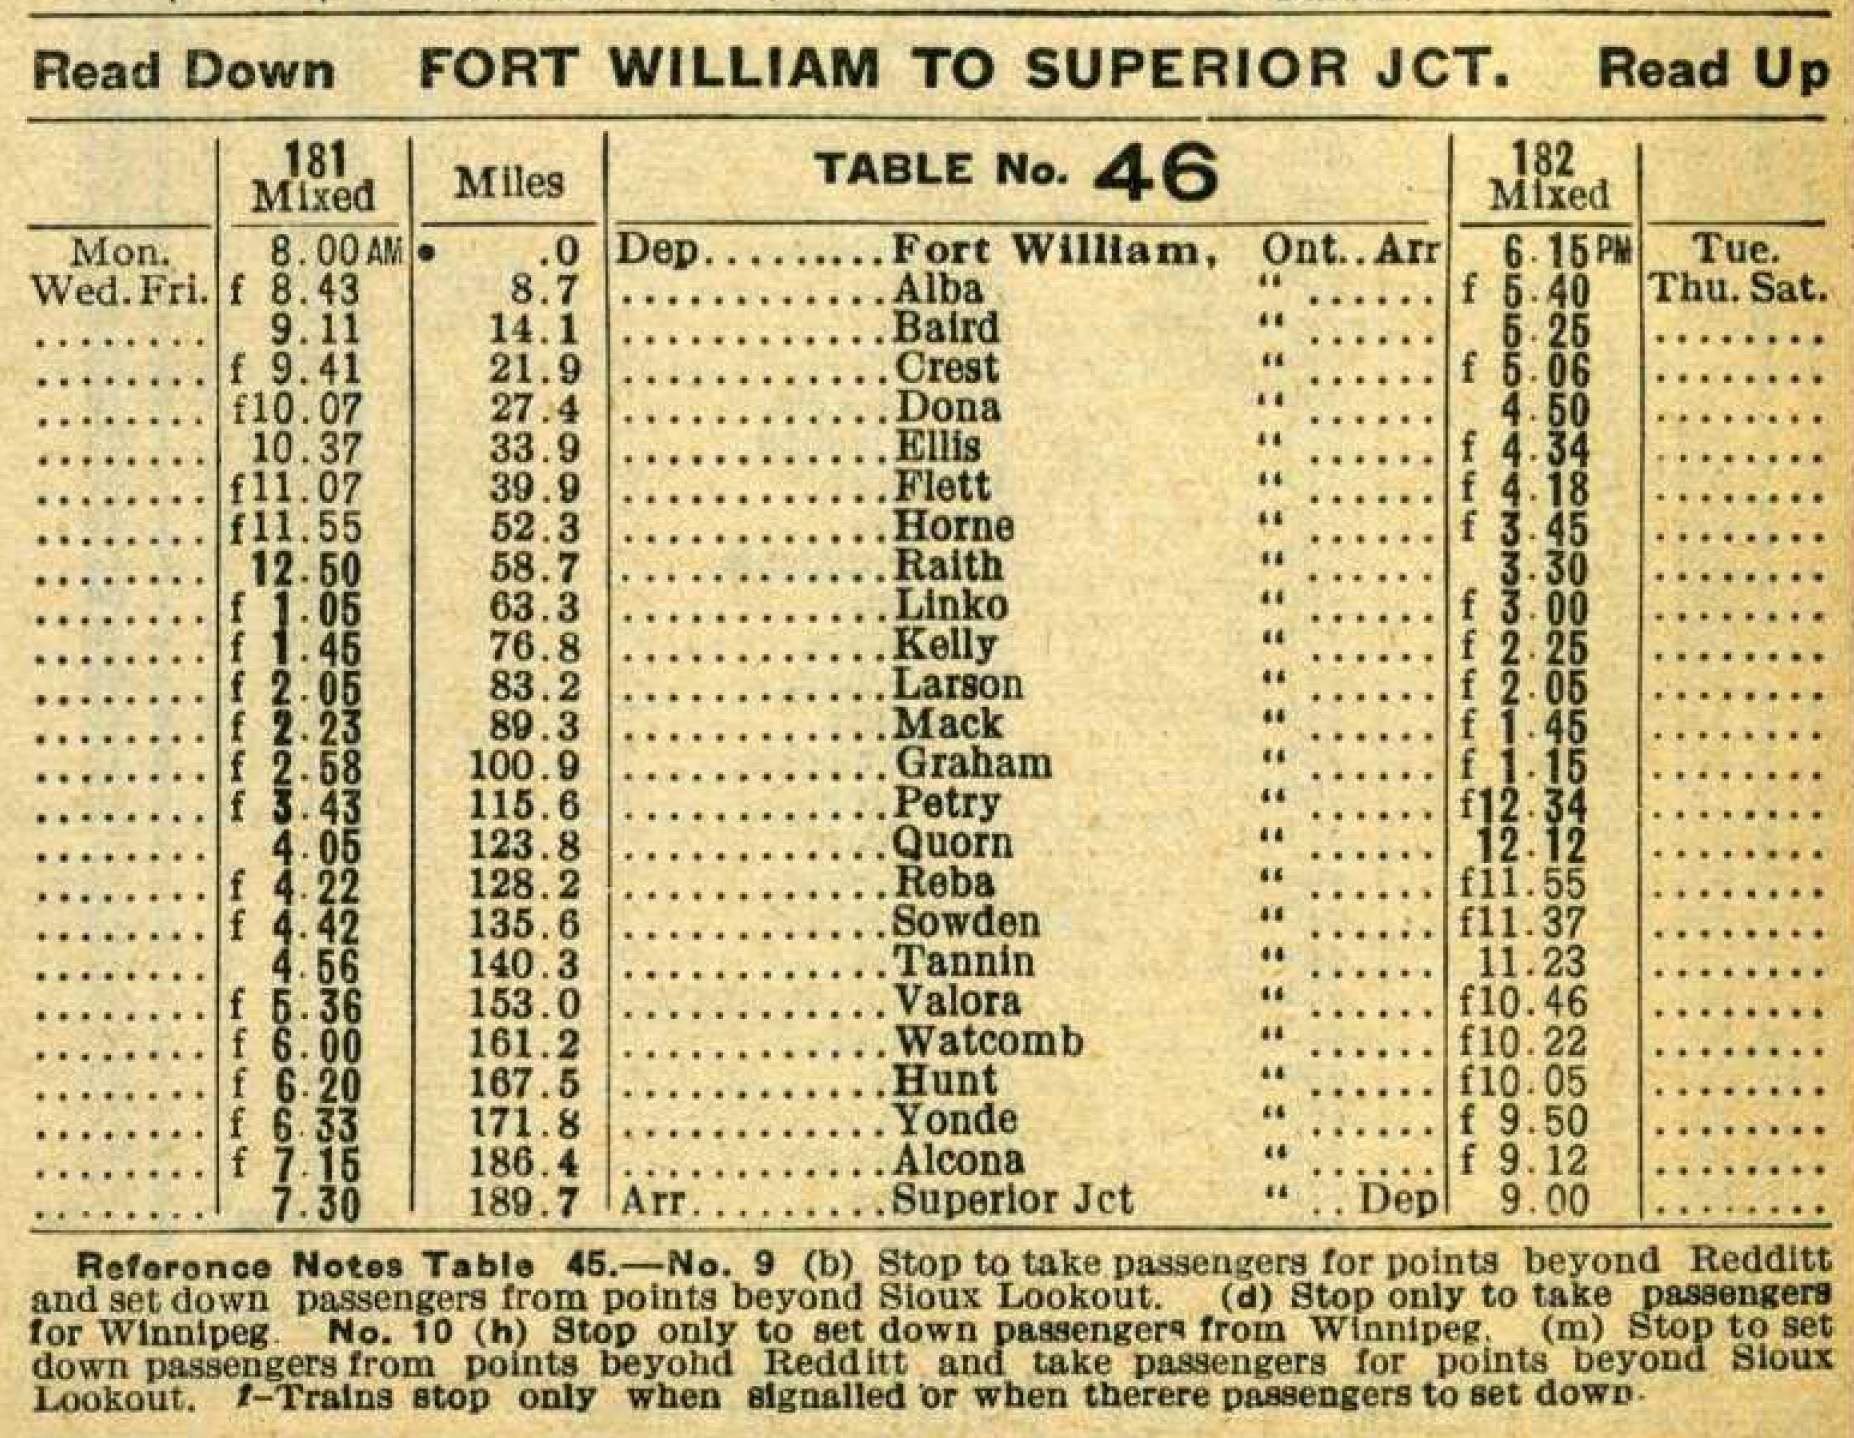 Read Down FORT WILLIAM TO SUPERIOR JCT. Read Up
181 Mixed Miles TABLE No. 46 182 Mixed
Mon. 8.00 AM • .0 Dep.......... Fort William, Ont..Arr 6.15 PM Tue.
Wed. Fri. f 8.43 8.7 ............ Alba " ...... f 5.40 Thu. Sat.
........ 9.11 14.1 ............ Baird " ...... 5.25 ........
........ f 9.41 21.9 ............ Crest " ...... f 5.06 ........
........ f10.07 27.4 ............ Dona " ...... 4.50 ........
........ 10.37 33.9 ............ Ellis " ...... f 4.34 ........
........ f11.07 39.9 ............ Flett " ...... f 4.18 ........
........ f11.55 52.3 ............ Horne " ...... f 3.45 ........
........ 12.50 58.7 ............ Raith " ...... 3.30 ........
........ f 1.05 63.3 ............ Linko " ...... f 3.00 ........
........ f 1.45 76.8 ............ Kelly " ...... f 2.25 ........
........ f 2.05 83.2 ............ Larson " ...... f 2.05 ........
........ f 2.23 89.3 ............ Mack " ...... f 1.45 ........
........ f 2.58 100.9 ............ Graham " ...... f 1.15 ........
........ f 3.43 115.6 ............ Petry " ...... f12.34 ........
........ 4.05 123.8 ............ Quorn " ...... 12.12 ........
........ f 4.22 128.2 ............ Reba " ...... f11.55 ........
........ f 4.42 135.6 ............ Sowden " ...... f11.37 ........
........ 4.56 140.3 ............ Tannin " ...... 11.23 ........
........ f 5.36 153.0 ............ Valora " ...... f10.46 ........
........ f 6.00 161.2 ............ Watcomb " ...... f10.22 ........
........ f 6.20 167.5 ............ Hunt " ...... f10.05 ........
........ f 6.33 171.8 ............ Yonde " ...... f 9.50 ........
........ f 7.15 186.4 ............ Alcona " ...... f 9.12 ........
........ 7.30 189.7 Arr.......... Superior Jct " .. Dep 9.00 ........
Reference Notes Table 45.—No. 9 (b) Stop to take passengers for points beyond Redditt
and set down passengers from points beyond Sioux Lookout. (d) Stop only to take passengers
for Winnipeg. No. 10 (h) Stop only to set down passengers from Winnipeg. (m) Stop to set
down passengers from points beyohd Redditt and take passengers for points beyond Sioux
Lookout. f—Trains stop only when signalled or when therere passengers to set down.